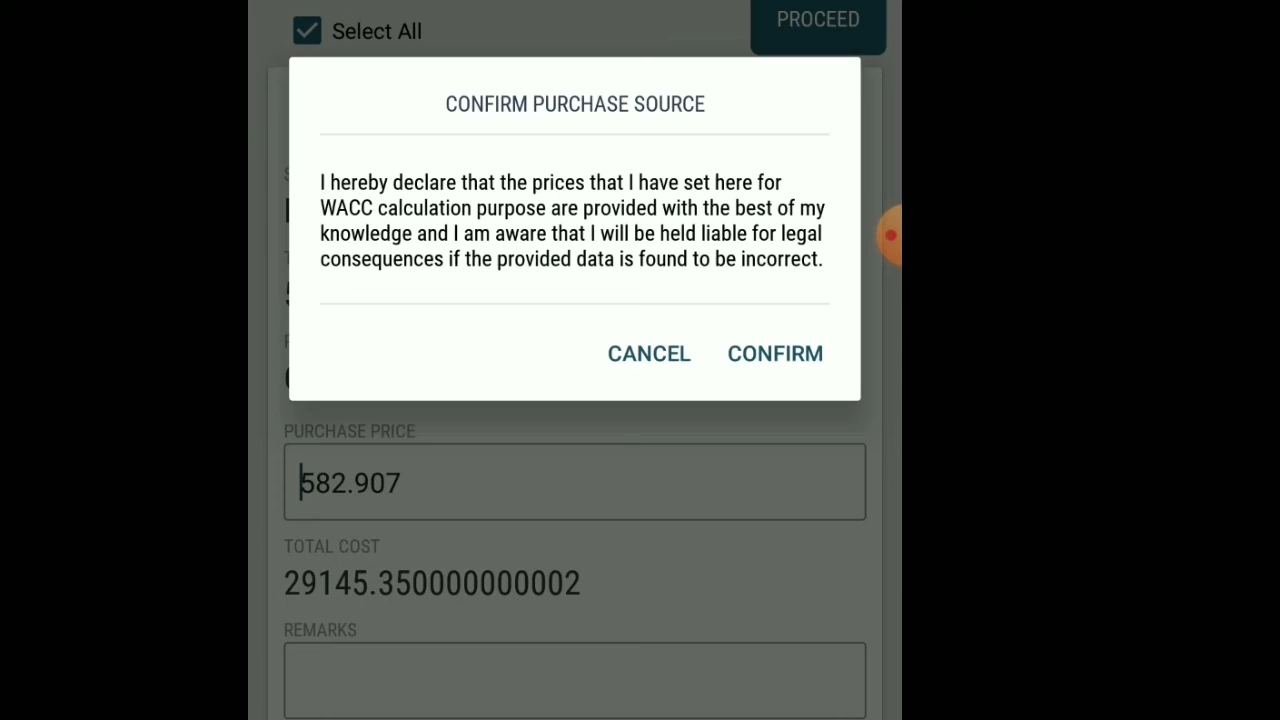 Select All
PROCEED
CONFIRM PURCHASE SOURCE
I hereby declare that the prices that I have set here for
WACC calculation purpose are provided with the best of my
knowledge and I am aware that I will be held liable for legal
consequences if the provided data is found to be incorrect.
CANCEL CONFIRM
PURCHASE PRICE
582.907
TOTAL COST
29145.350000000002
REMARKS